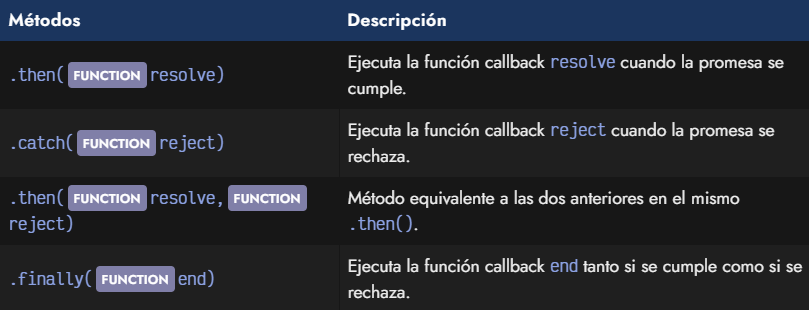 Métodos Descripción
.then( FUNCTION resolve) Ejecuta la función callback resolve cuando la promesa se
cumple.
.catch( FUNCTION reject) Ejecuta la función callback reject cuando la promesa se
rechaza.
.then( FUNCTION resolve, FUNCTION
reject)
Método equivalente a las dos anteriores en el mismo
.then().
.finally( FUNCTION end) Ejecuta la función callback end tanto si se cumple como si se
rechaza.